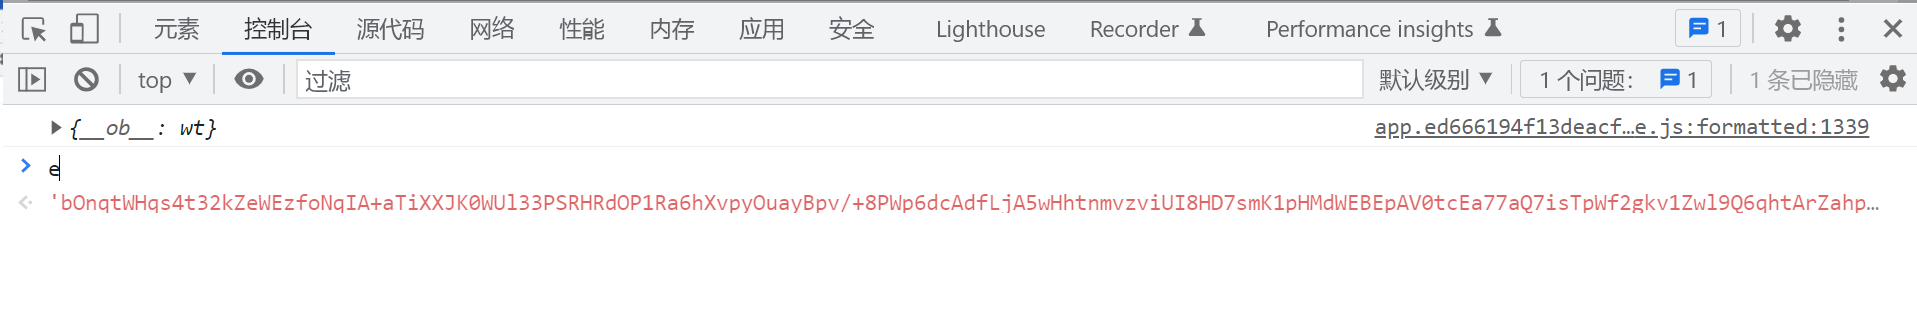 元素 控制台 源代码 网络 性能 内存 应用 安全 Lighthouse Recorder Performance insights 1
top 过滤 默认级别 1 个问题: 1 1 条已隐藏
{__ob__: wt} app.ed666194f13deacf…e.js:formatted:1339
e
'bOnqtWHqs4t32kZeWEzfoNqIA+aTiXXJK0WUl33PSRHRdOP1Ra6hXvpyOuayBpv/+8PWp6dcAdfLjA5wHhtnmvzviUI8HD7smK1pHMdWEBEpAV0tcEa77aQ7isTpWf2gkv1Zwl9Q6qhtArZahp…